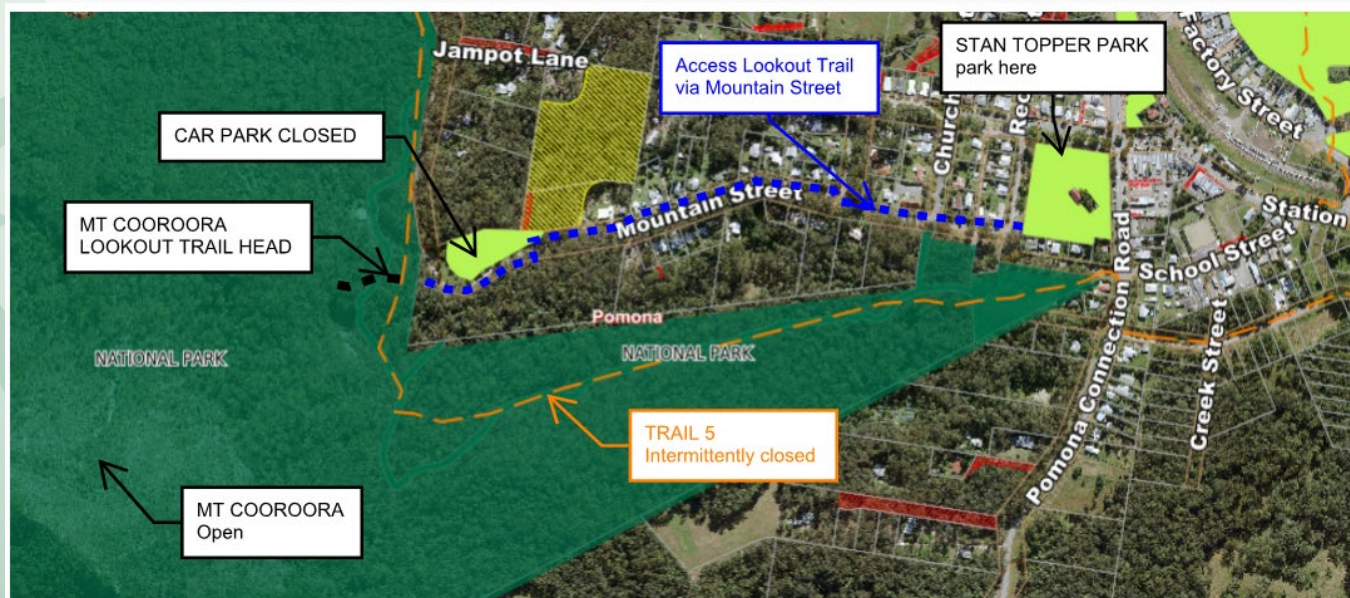 Jampot Lane
Access Lookout Trail
via Mountain Street
STAN TOPPER PARK
park here
Factory Street
CAR PARK CLOSED
Church
Rec
MT COOROORA
LOOKOUT TRAIL HEAD
Mountain Street
Station
School Street
Pomona
NATIONAL PARK
NATIONAL PARK
Pomona Connection Road
Creek Street
TRAIL 5
Intermittently closed
MT COOROORA
Open